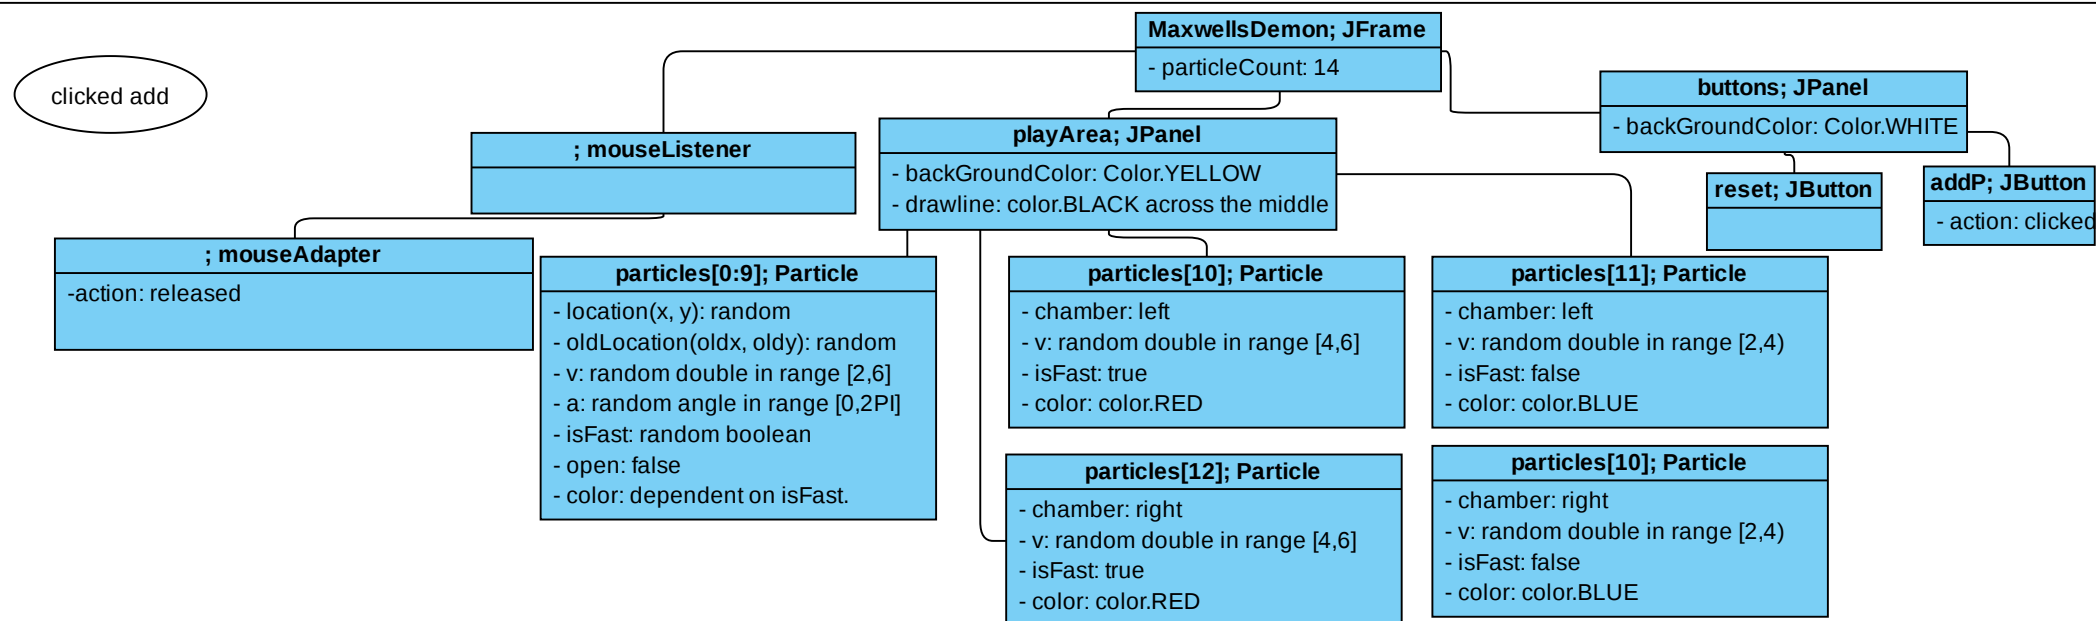 clicked add
MaxwellsDemon; JFrame
- particleCount: 14
buttons; JPanel
- backGroundColor: Color.WHITE
; mouseListener
playArea; JPanel
- backGroundColor: Color.YELLOW
- drawline: color.BLACK across the middle
reset; JButton
addP; JButton
- action: clicked
; mouseAdapter
-action: released
particles[0:9]; Particle
- location(x, y): random
- oldLocation(oldx, oldy): random
- v: random double in range [2,6]
- a: random angle in range [0,2PI]
- isFast: random boolean
- open: false
- color: dependent on isFast.
particles[10]; Particle
- chamber: left
- v: random double in range [4,6]
- isFast: true
- color: color.RED
particles[11]; Particle
- chamber: left
- v: random double in range [2,4)
- isFast: false
- color: color.BLUE
particles[12]; Particle
- chamber: right
- v: random double in range [4,6]
- isFast: true
- color: color.RED
particles[10]; Particle
- chamber: right
- v: random double in range [2,4)
- isFast: false
- color: color.BLUE